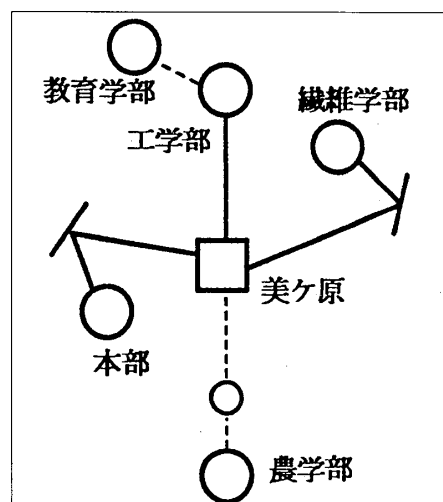 教育学部
工学部
繊維学部
美ケ原
本部
農学部